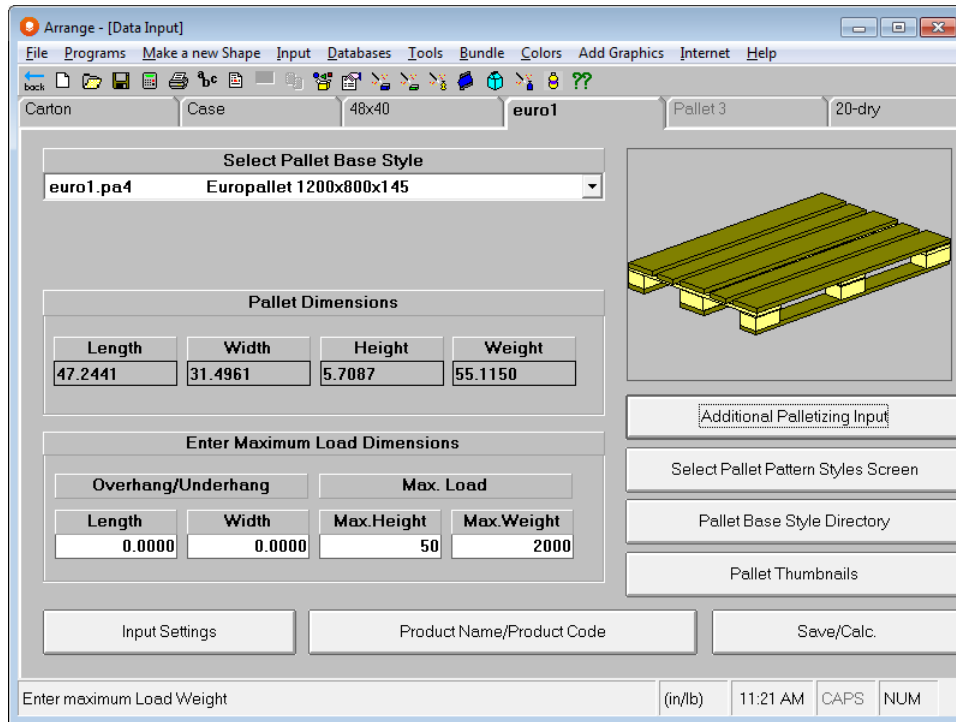 Arrange - [Data Input]
File Programs Make a new Shape Input Databases Tools Bundle Colors Add Graphics Internet Help
back bc ??
Carton Case 48x40 euro1 Pallet 3 20-dry
Select Pallet Base Style
euro1.pa4 Europallet 1200x800x145
Pallet Dimensions
Length Width Height Weight
47.2441 31.4961 5.7087 55.1150
Additional Palletizing Input
Enter Maximum Load Dimensions
Select Pallet Pattern Styles Screen
Overhang/Underhang Max. Load
Pallet Base Style Directory
Length Width Max.Height Max.Weight
0.0000 0.0000 50 2000
Pallet Thumbnails
Input Settings Product Name/Product Code Save/Calc.
Enter maximum Load Weight (in/lb) 11:21 AM CAPS NUM